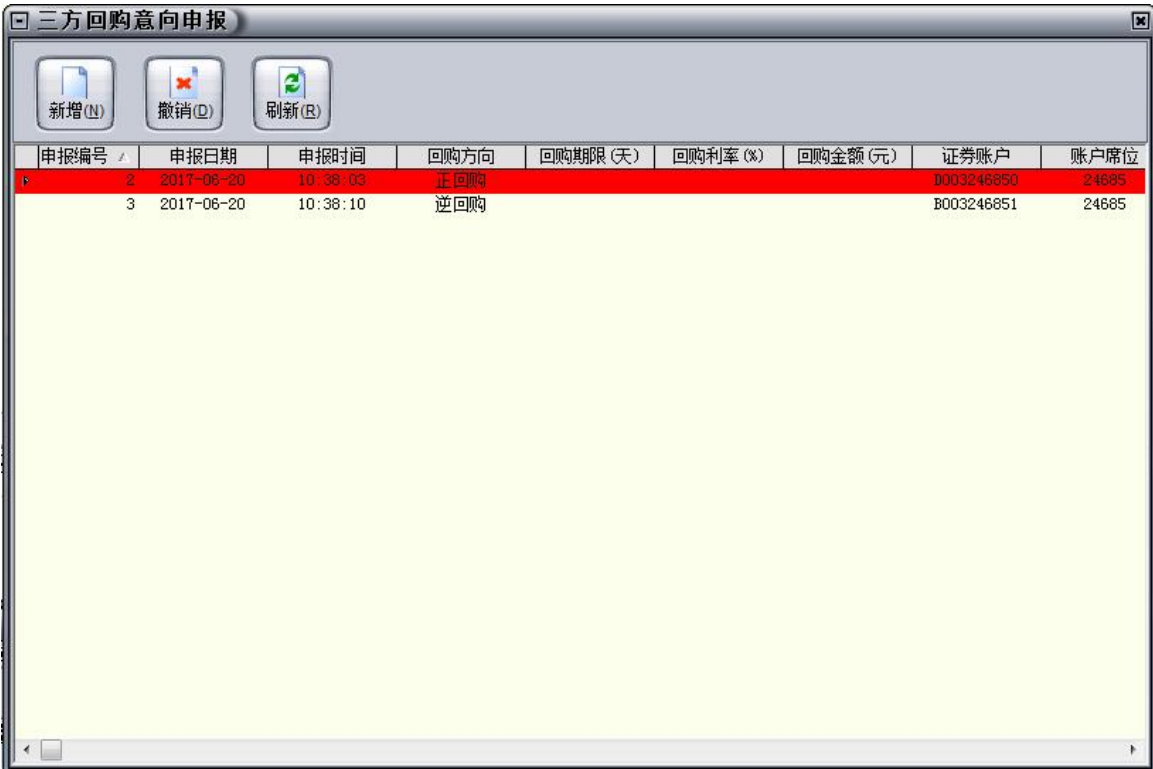 三方回购意向申报
新增(N) 撤销(D) 刷新(R)
申报编号 申报日期 申报时间 回购方向 回购期限(天) 回购利率(%) 回购金额(元) 证券账户 账户席位
2 2017-06-20 10:38:03 正回购 D003246850 24685
3 2017-06-20 10:38:10 逆回购 B003246851 24685